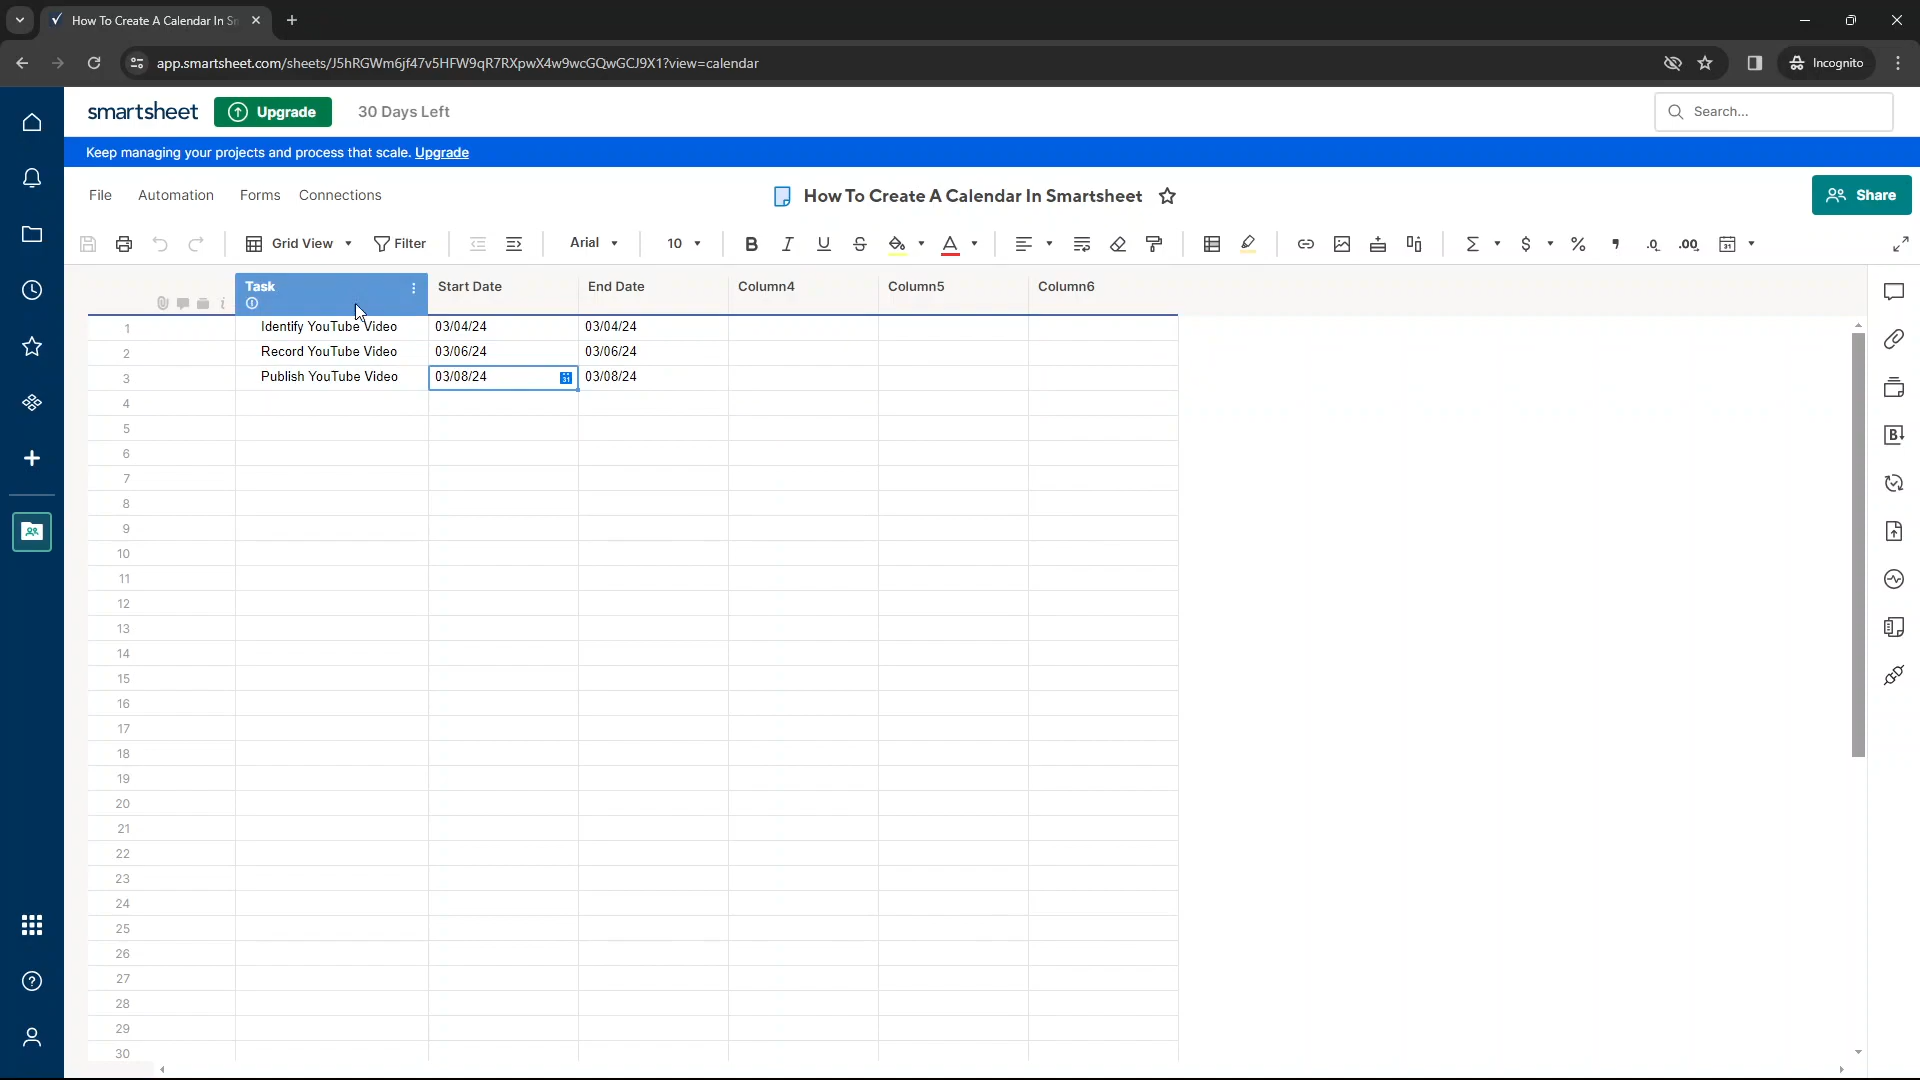 How To Create A Calendar In S
app.smartsheet.com/sheets/J5hRGWm6jf47v5HFW9qR7RXpwX4w9wcGQwGCJ9X1?view=calendar
Incognito
smartsheet
Upgrade
30 Days Left
Search...
Keep managing your projects and process that scale. Upgrade
File Automation Forms Connections
How To Create A Calendar In Smartsheet
Share
Grid View Filter Arial 10 B I U S A Σ $ % , .0 .00 31
Task Start Date End Date Column4 Column5 Column6
1 Identify YouTube Video 03/04/24 03/04/24
2 Record YouTube Video 03/06/24 03/06/24
3 Publish YouTube Video 03/08/24 31 03/08/24
4
5
6
7
8
9
10
11
12
13
14
15
16
17
18
19
20
21
22
23
24
25
26
27
28
29
30